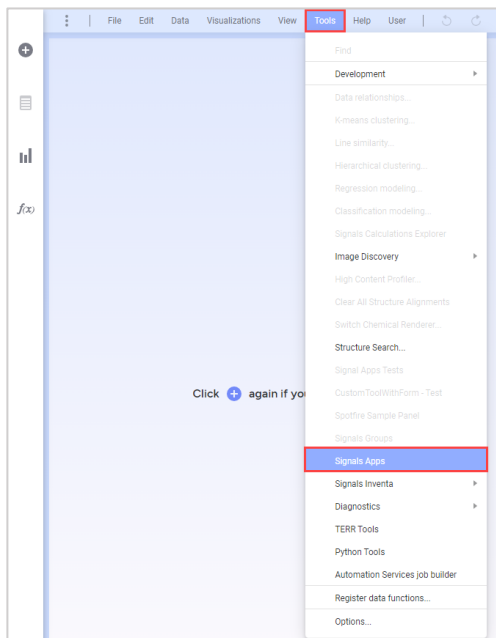 File Edit Data Visualizations View Tools Help User
Find
Development
Data relationships...
K-means clustering...
Line similarity...
Hierarchical clustering...
Regression modeling...
Classification modeling...
Signals Calculations Explorer
f(x)
Image Discovery
High Content Profiler...
Clear All Structure Alignments
Switch Chemical Renderer...
Structure Search...
Signal Apps Tests
Click again if you
CustomToolWithForm - Test
Spotfire Sample Panel
Signals Groups
Signals Apps
Signals Inventa
Diagnostics
TERR Tools
Python Tools
Automation Services job builder
Register data functions...
Options...